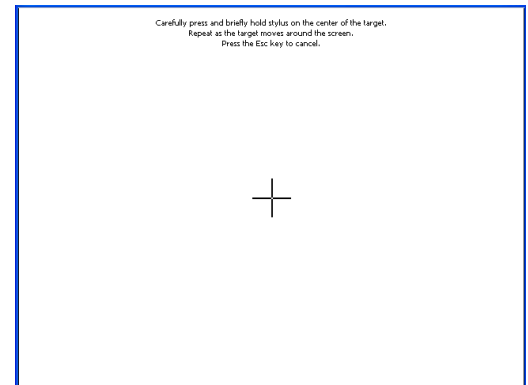 Carefully press and briefly hold stylus on the center of the target.
Repeat as the target moves around the screen.
Press the Esc key to cancel.